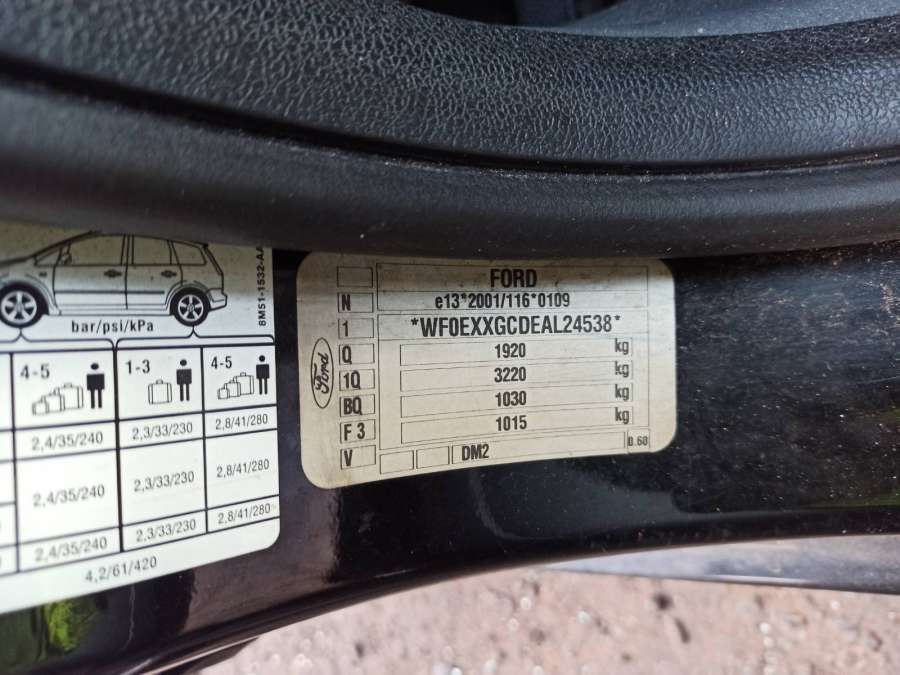 8M51-1532-AA
bar/psi/kPa
4-5 1-3 4-5
2,4/35/240 2,3/33/230 2,8/41/280
2,4/35/240 2,3/33/230 2,8/41/280
2,4/35/240 2,3/33/230 2,8/41/280
4,2/61/420
Ford
FORD
N e13*2001/116*0109
1 *WF0EXXGCDEAL24538*
Q 1920 kg
1Q 3220 kg
BQ 1030 kg
F 3 1015 kg
V DM2 0.60